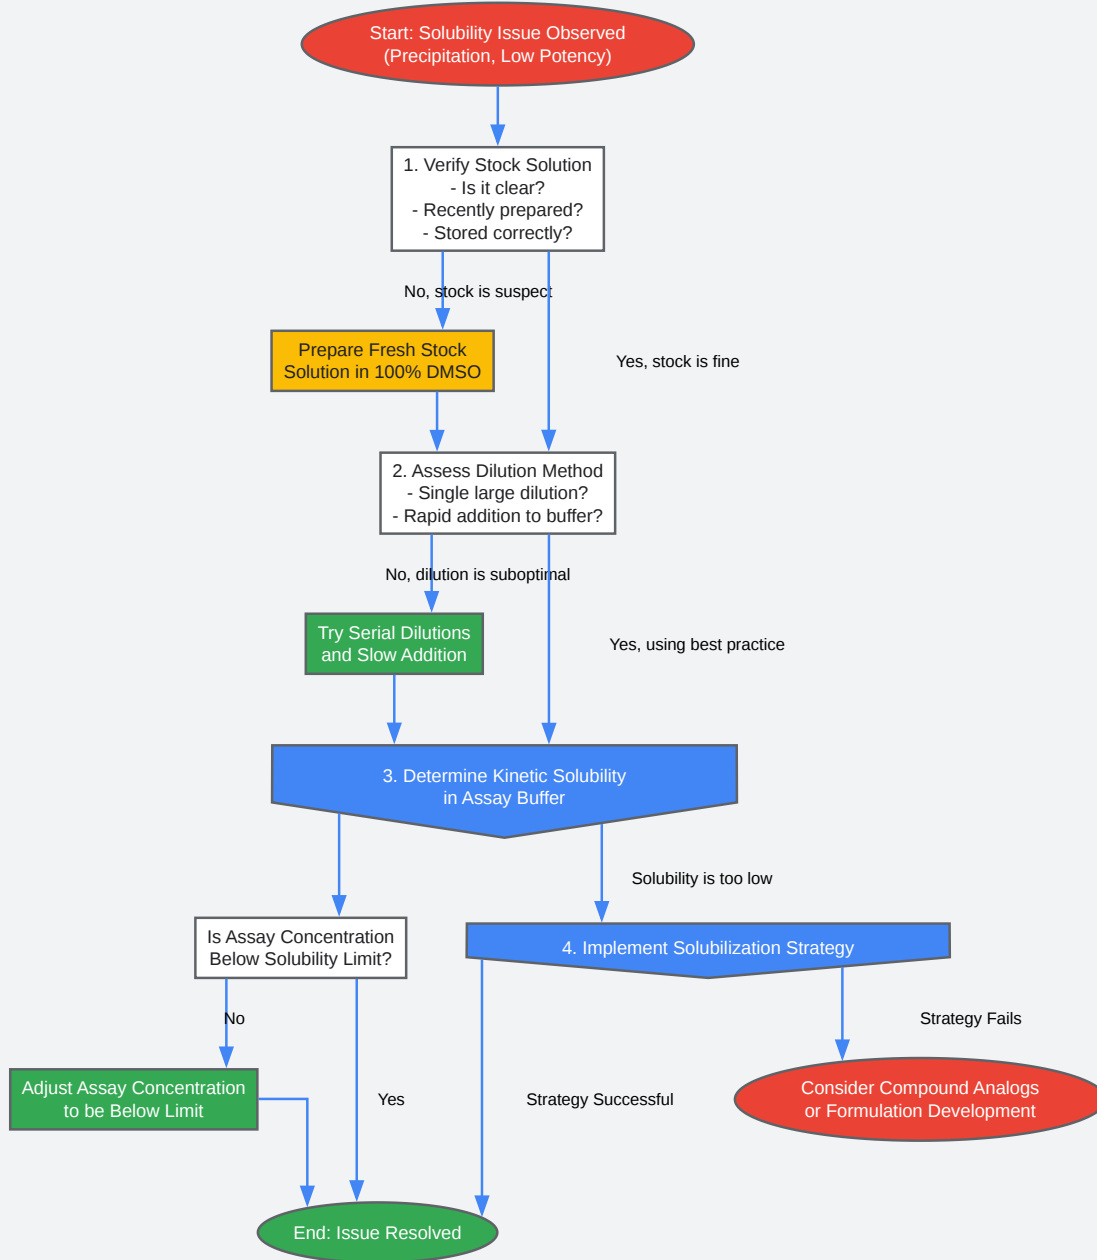 Start: Solubility Issue Observed
(Precipitation, Low Potency)
1. Verify Stock Solution
- Is it clear?
- Recently prepared?
- Stored correctly?
No, stock is suspect
Prepare Fresh Stock
Solution in 100% DMSO
Yes, stock is fine
2. Assess Dilution Method
- Single large dilution?
- Rapid addition to buffer?
No, dilution is suboptimal
Try Serial Dilutions
and Slow Addition
Yes, using best practice
3. Determine Kinetic Solubility
in Assay Buffer
Solubility is too low
Is Assay Concentration
Below Solubility Limit?
4. Implement Solubilization Strategy
No
Strategy Fails
Adjust Assay Concentration
to be Below Limit
Yes
Strategy Successful
Consider Compound Analogs
or Formulation Development
End: Issue Resolved